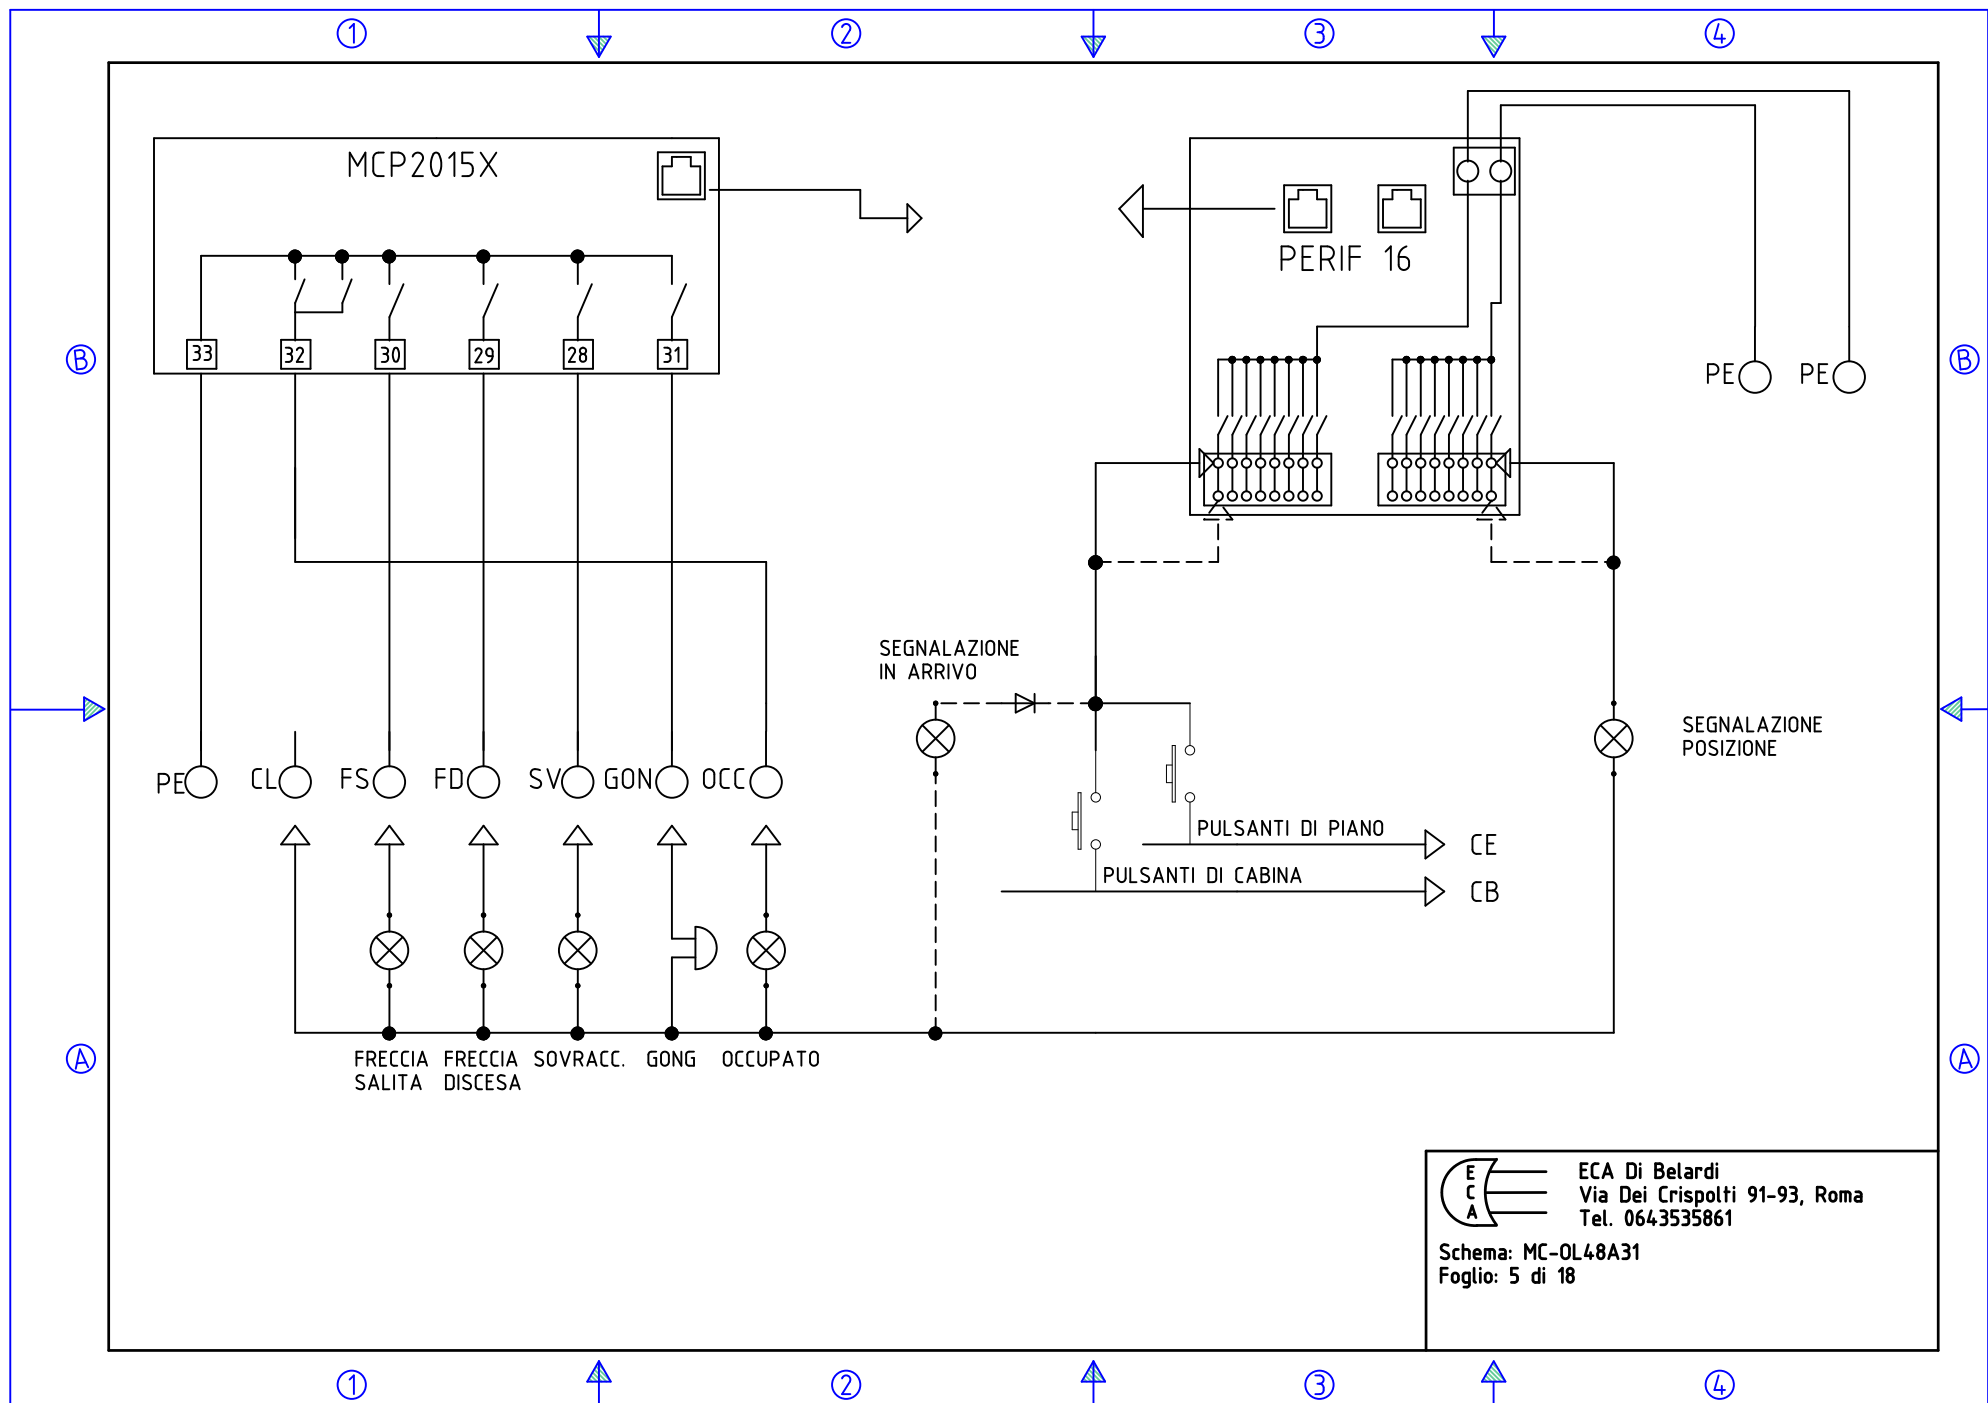 1 2 3 4
MCP2015X
PERIF 16
33 32 30 29 28 31
B B
PE PE
SEGNALAZIONE
IN ARRIVO
SEGNALAZIONE
POSIZIONE
PE CL FS FD SV GON OCC
PULSANTI DI PIANO
CE
PULSANTI DI CABINA
CB
FRECCIA
SALITA
FRECCIA
DISCESA
SOVRACC.
GONG
OCCUPATO
A A
E
C
A
ECA Di Belardi
Via Dei Crispolti 91-93, Roma
Tel. 0643535861
Schema: MC-OL48A31
Foglio: 5 di 18
1 2 3 4